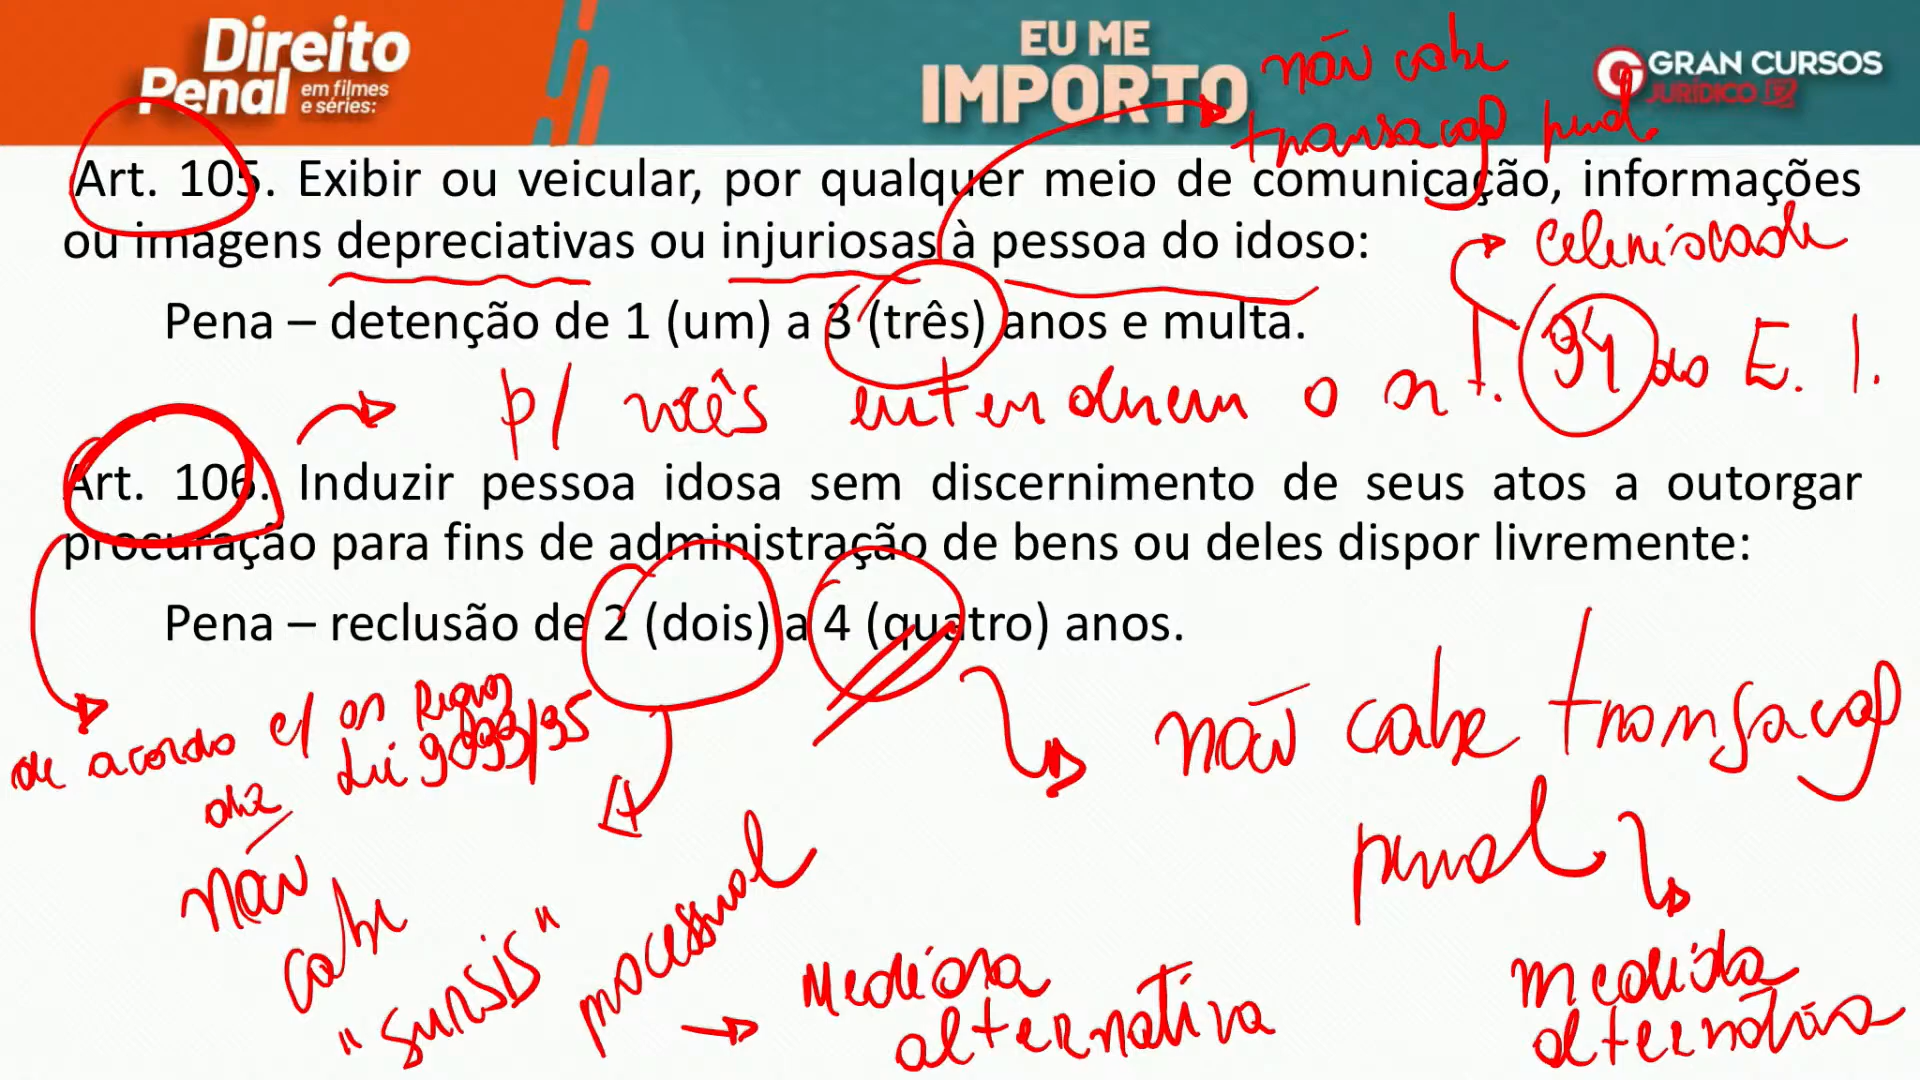 Direito
Penal em filmes
e séries:
EU ME
IMPORTO
GRAN CURSOS
JURÍDICO
não cabe
transação penal
Art. 105. Exibir ou veicular, por qualquer meio de comunicação, informações
ou imagens depreciativas ou injuriosas à pessoa do idoso:
celeridade
Pena – detenção de 1 (um) a 3 (três) anos e multa.
p/ vocês entenderem o art. 94 do E. I.
Art. 106. Induzir pessoa idosa sem discernimento de seus atos a outorgar
procuração para fins de administração de bens ou deles dispor livremente:
Pena – reclusão de 2 (dois) a 4 (quatro) anos.
de acordo c/ as regras
da Lei 9099/95
não
cabe
"sursis"
processual
Medida
alternativa
não cabe transação
penal
medida
alternativa